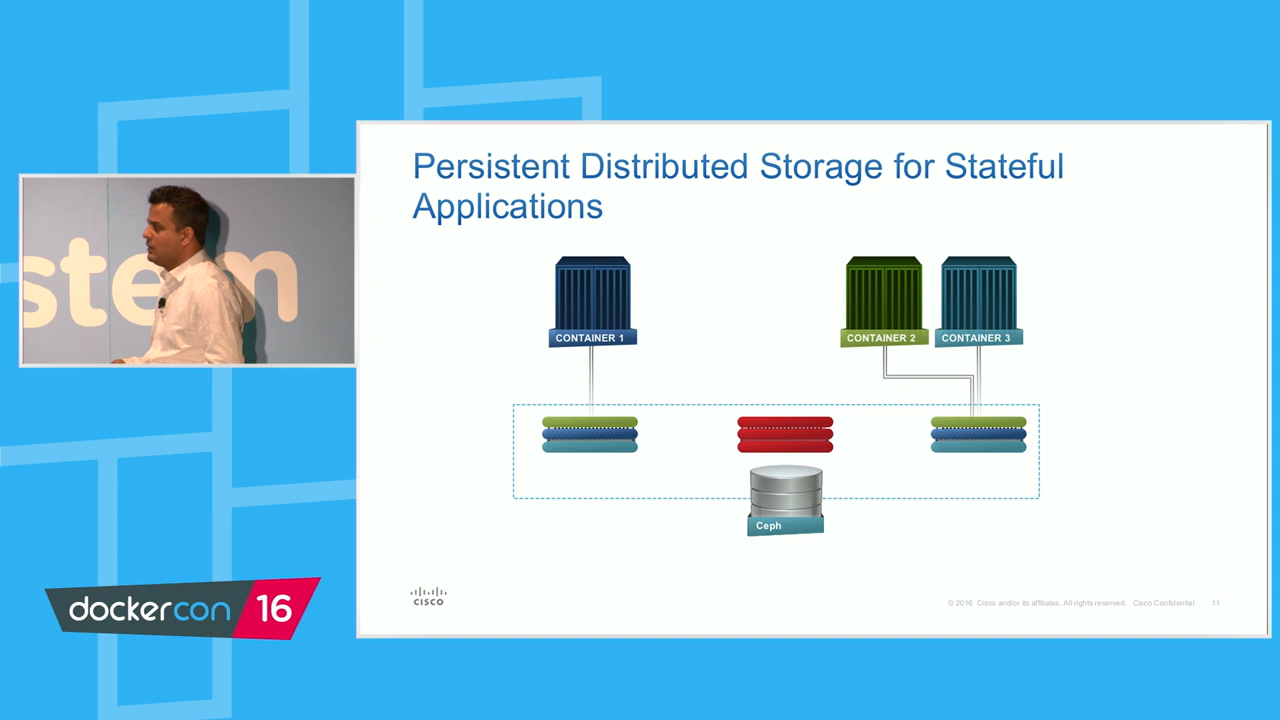 Persistent Distributed Storage for Stateful
Applications
stem
CONTAINER 1
CONTAINER 2
CONTAINER 3
Ceph
CISCO
© 2016 Cisco and/or its affiliates. All rights reserved. Cisco Confidential 11
dockercon 16